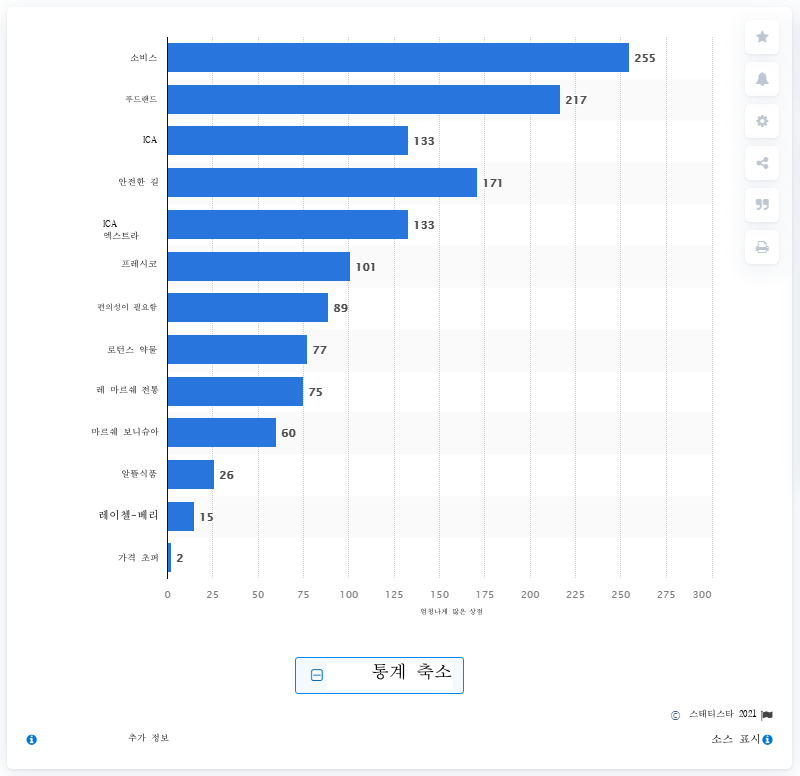 소비스
255
푸드랜드
217
ICA
133
안전한 길
171
ICA
엑스트라
133
프레시코
101
편의성이 필요함
89
로턴스 약물
77
레 마르쉐 전통
75
마르쉐 보니슈아
60
알뜰식품
26
레이첼-베리
15
가격 초퍼
2
0 25 50 75 100 125 150 175 200 225 250 275 300
엄청나게 많은 상점
통계 축소
© 스태티스타 2021
추가 정보
소스 표시